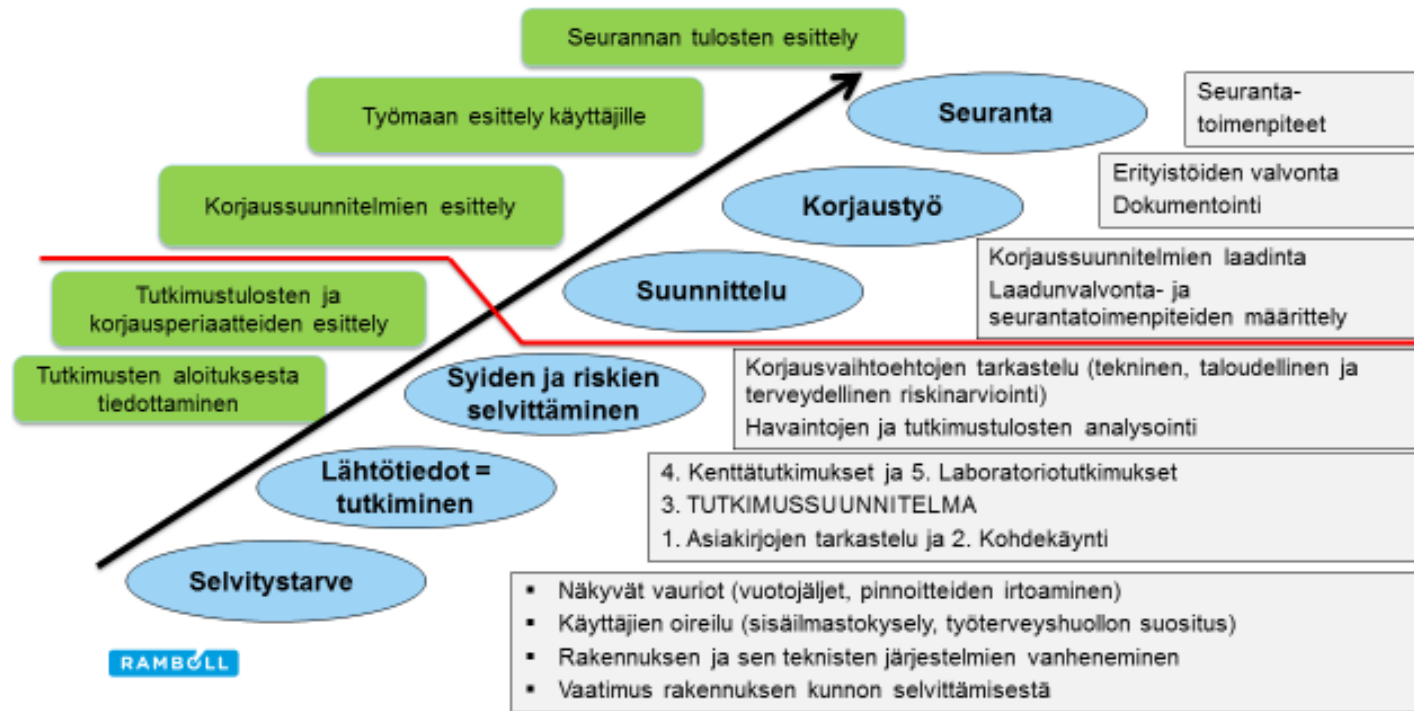 Seurannan tulosten esittely
Työmaan esittely käyttäjille
Korjaussuunnitelmien esittely
Tutkimustulosten ja
korjausperiaatteiden esittely
Tutkimusten aloituksesta
tiedottaminen
Seuranta
Korjaustyö
Suunnittelu
Syiden ja riskien
selvittäminen
Lähtötiedot =
tutkiminen
Selvitystarve
Seuranta-
toimenpiteet
Erityistöiden valvonta
Dokumentointi
Korjaussuunnitelmien laadinta
Laadunvalvonta- ja
seurantatoimenpiteiden määrittely
Korjausvaihtoehtojen tarkastelu (tekninen, taloudellinen ja
terveydellinen riskinarviointi)
Havaintojen ja tutkimustulosten analysointi
4. Kenttätutkimukset ja 5. Laboratoriotutkimukset
3. TUTKIMUSSUUNNITELMA
1. Asiakirjojen tarkastelu ja 2. Kohdekäynti
▪ Näkyvät vauriot (vuotojäljet, pinnoitteiden irtoaminen)
▪ Käyttäjien oireilu (sisäilmastokysely, työterveyshuollon suositus)
▪ Rakennuksen ja sen teknisten järjestelmien vanheneminen
▪ Vaatimus rakennuksen kunnon selvittämisestä
RAMBOLL